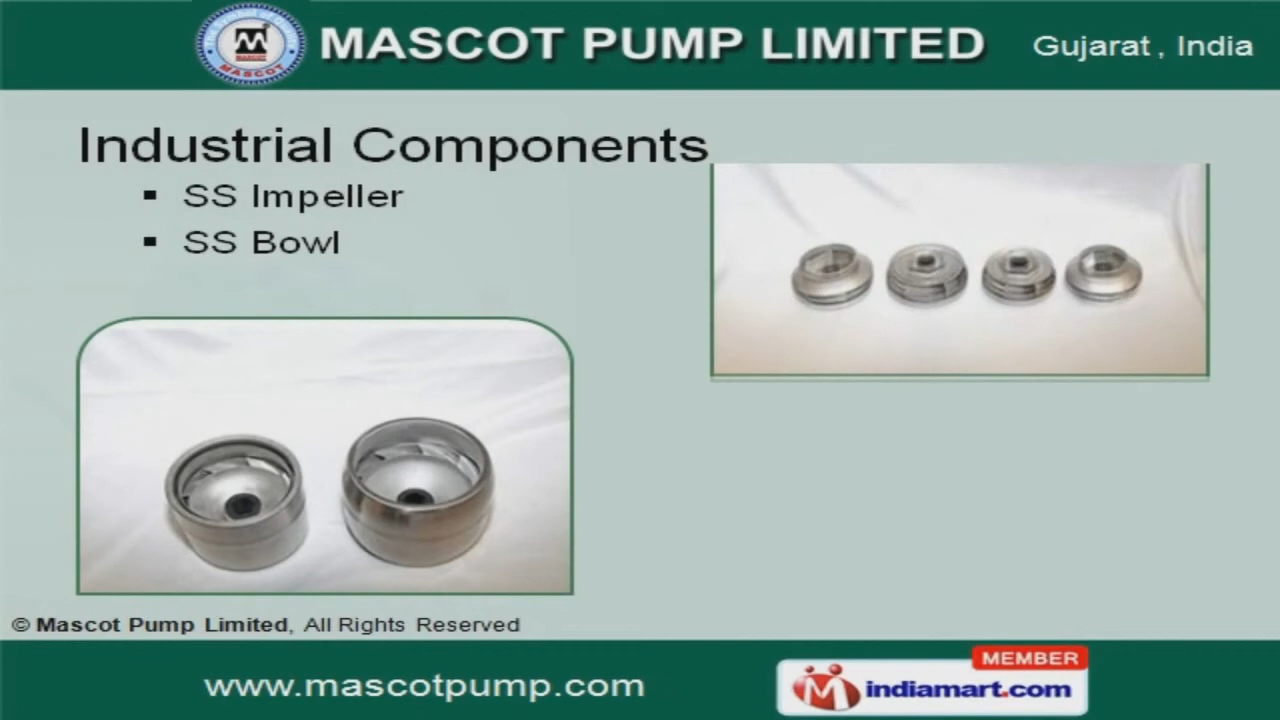 MASCOT PUMP LIMITED
Gujarat , India
M
MASCOT
Industrial Components
▪ SS Impeller
▪ SS Bowl
© Mascot Pump Limited, All Rights Reserved
www.mascotpump.com
MEMBER
indiamart.com